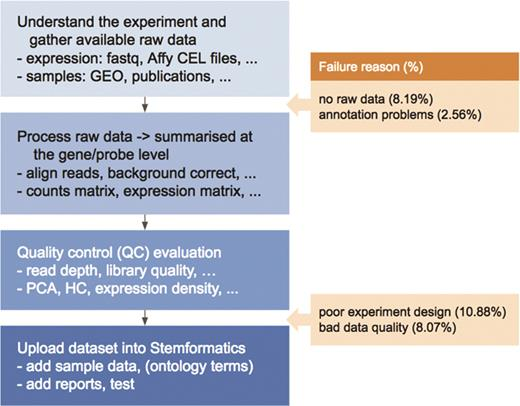 Understand the experiment and
gather available raw data
- expression: fastq, Affy CEL files, ...
- samples: GEO, publications, ...
Failure reason (%)
no raw data (8.19%)
annotation problems (2.56%)
Process raw data -> summarised at
the gene/probe level
- align reads, background correct, ...
- counts matrix, expression matrix, ...
Quality control (QC) evaluation
- read depth, library quality, ...
- PCA, HC, expression density, ...
poor experiment design (10.88%)
bad data quality (8.07%)
Upload dataset into Stemformatics
- add sample data, (ontology terms)
- add reports, test